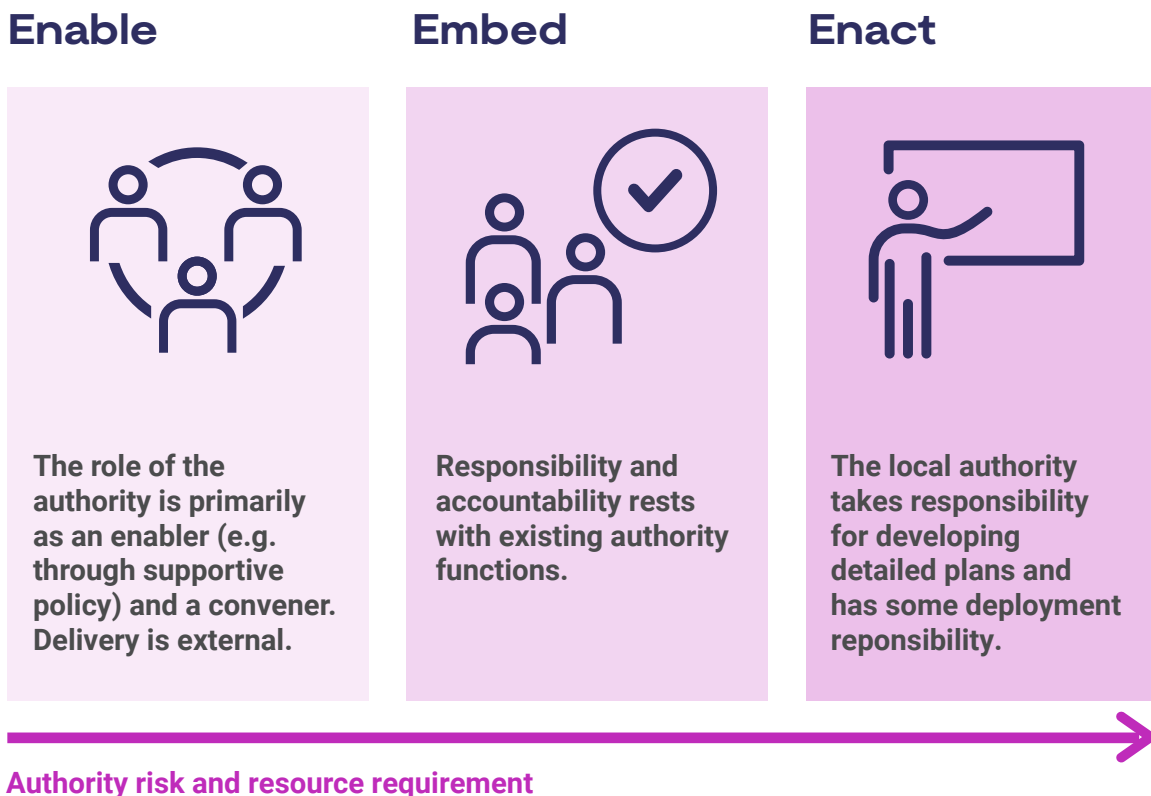 Enable
Embed
Enact
The role of the
authority is primarily
as an enabler (e.g.
through supportive
policy) and a convener.
Delivery is external.
Responsibility and
accountability rests
with existing authority
functions.
The local authority
takes responsibility
for developing
detailed plans and
has some deployment
reponsibility.
Authority risk and resource requirement